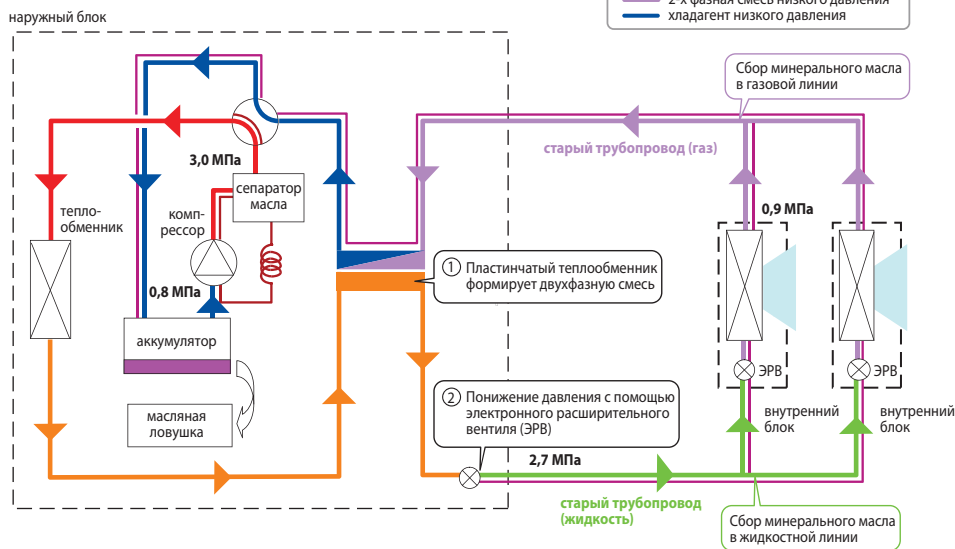 наружный блок
2-х фазная смесь низкого давления
хладагент низкого давления
Сбор минерального масла
в газовой линии
старый трубопровод (газ)
3,0 МПа
сепаратор
масла
тепло-
обменник
комп-
рессор
0,9 МПа
① Пластинчатый теплообменник
формирует двухфазную смесь
0,8 МПа
аккумулятор
ЭРВ
ЭРВ
② Понижение давления с помощью
электронного расширительного
вентиля (ЭРВ)
масляная
ловушка
внутренний
блок
внутренний
блок
2,7 МПа
старый трубопровод
(жидкость)
Сбор минерального масла
в жидкостной линии